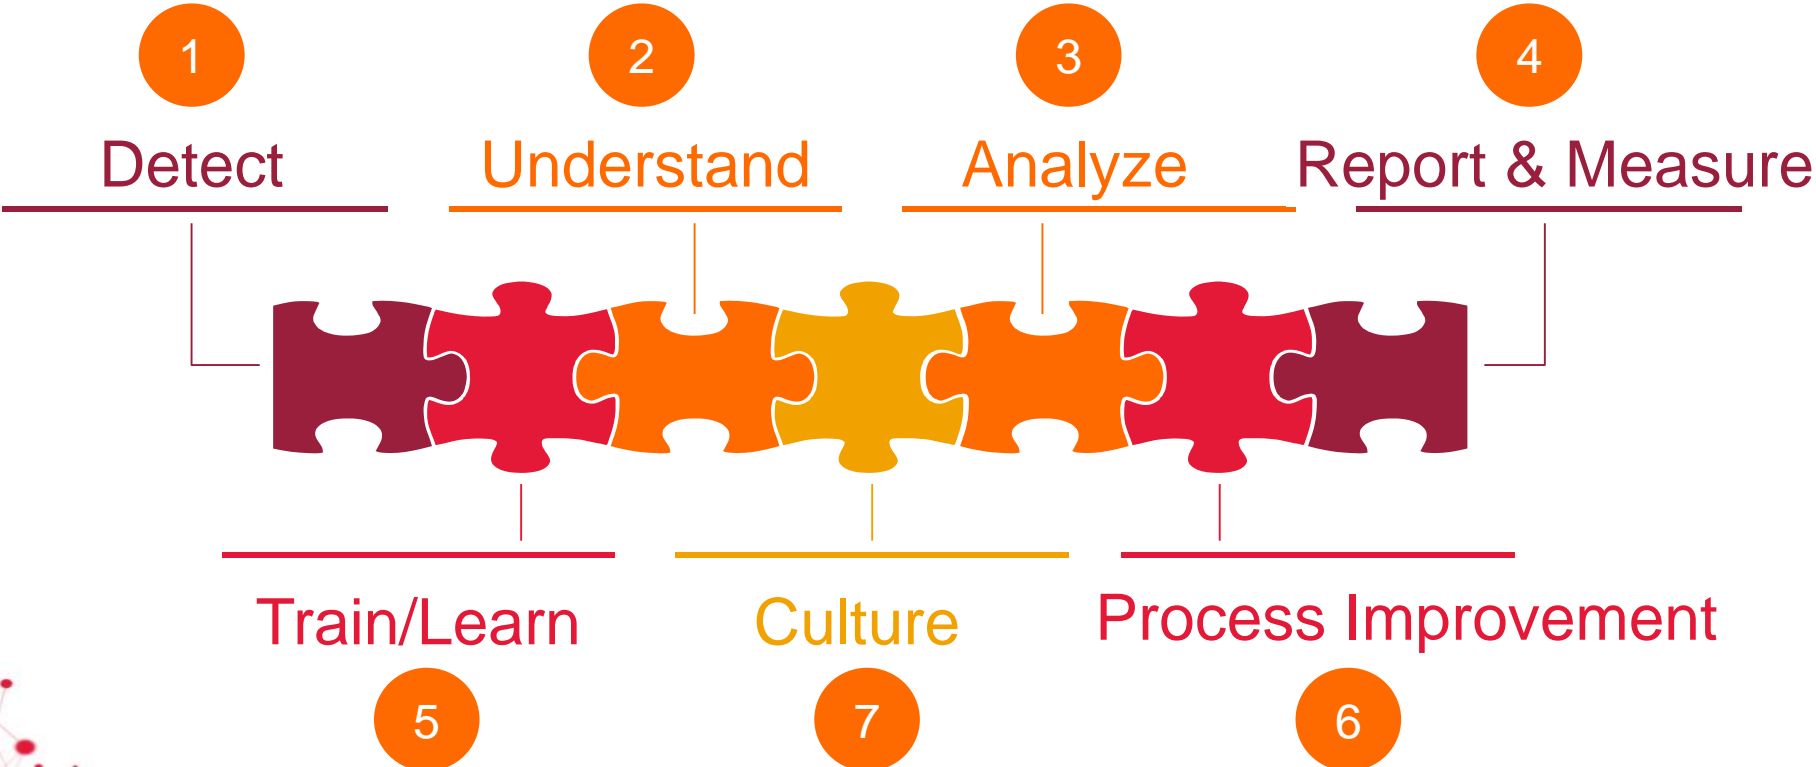 1
2
3
4
Detect
Understand
Analyze
Report & Measure
Train/Learn
Culture
Process Improvement
5
7
6